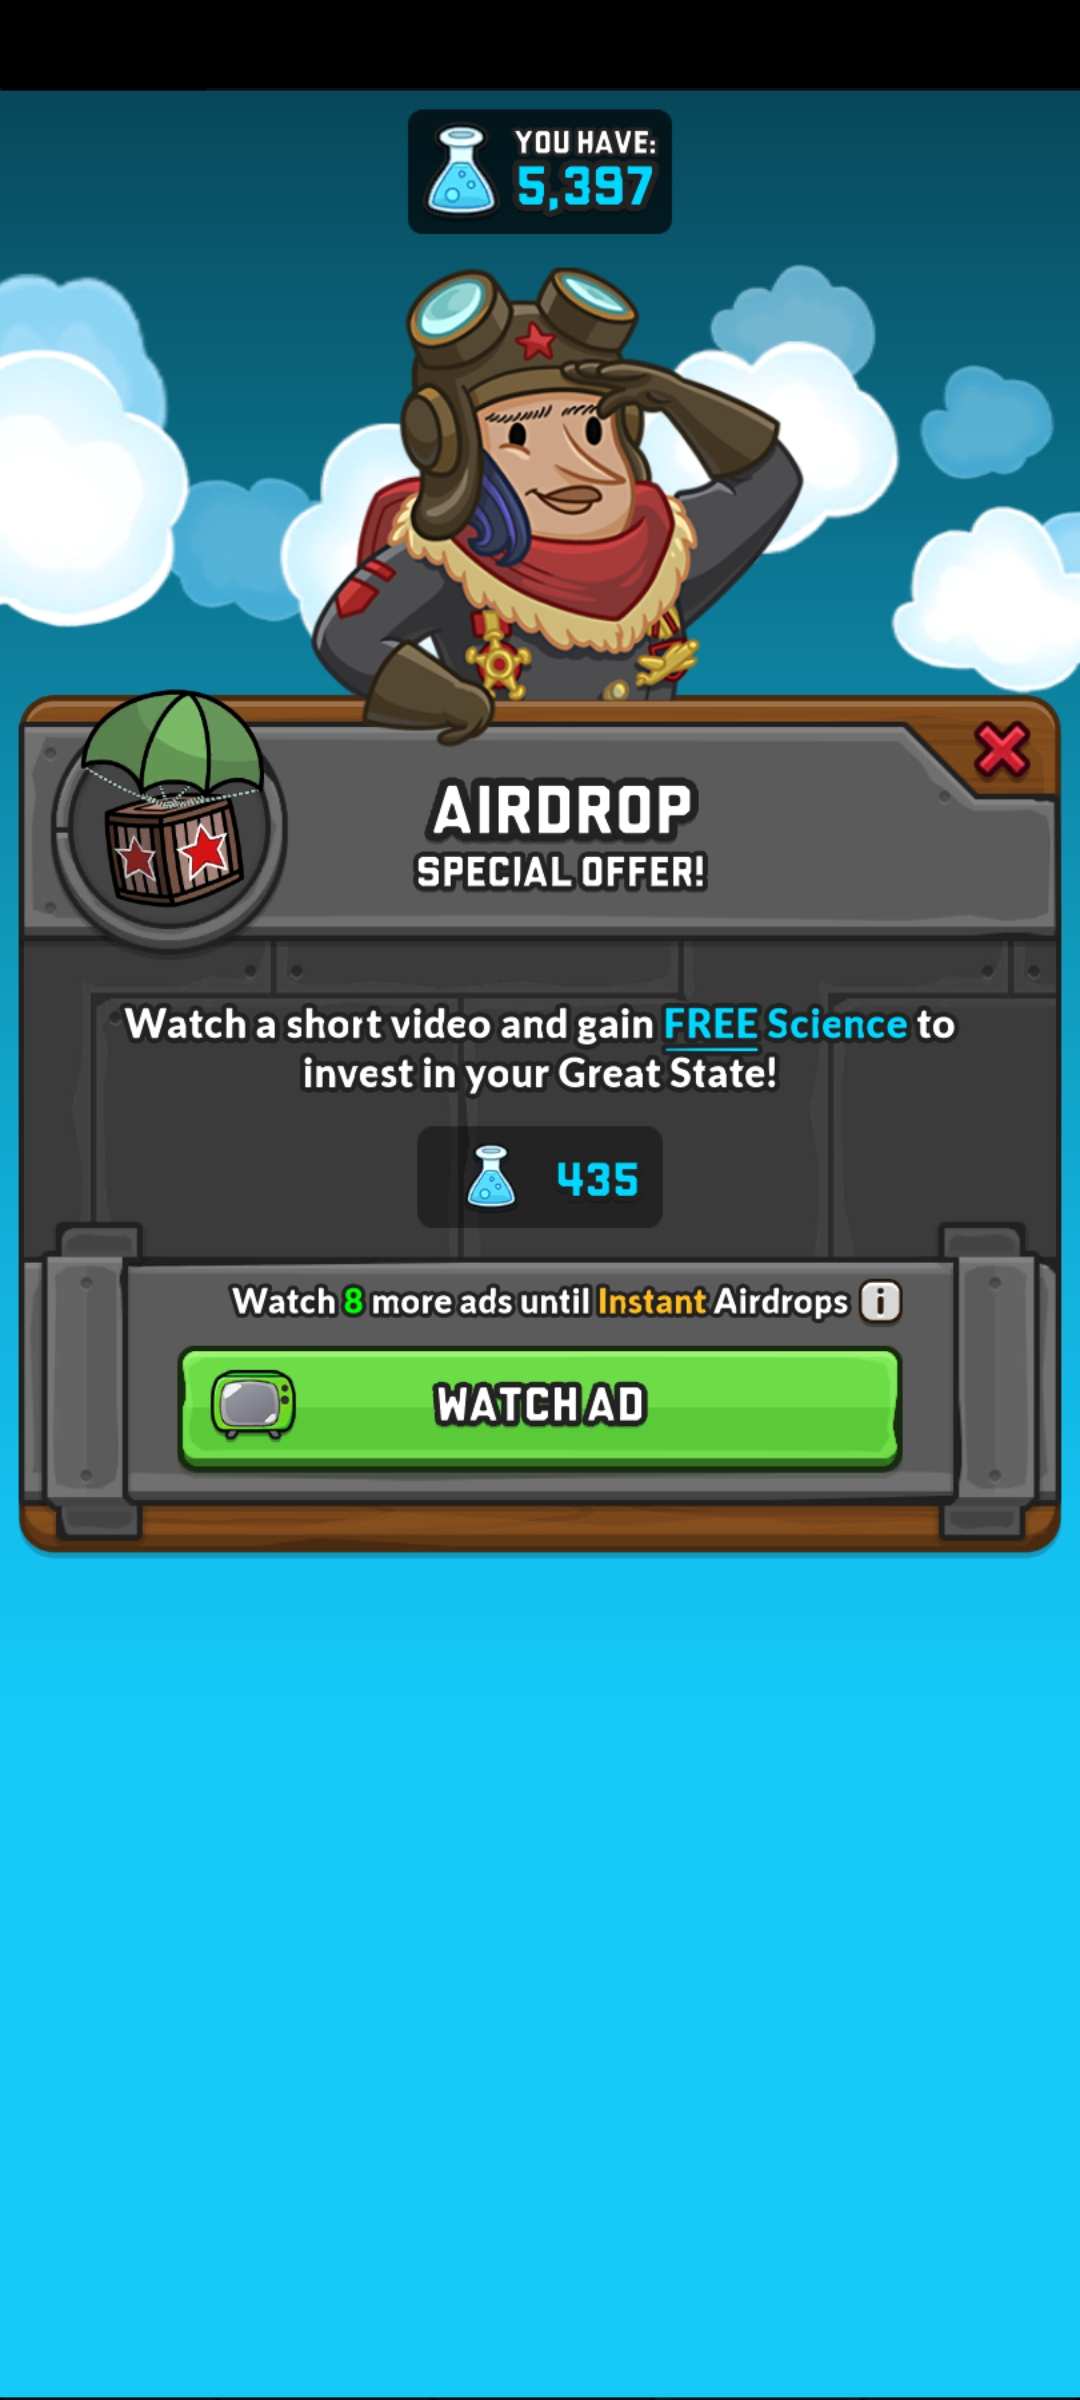 YOU HAVE:
5,397
AIRDROP
SPECIAL OFFER!
Watch a short video and gain FREE Science to
invest in your Great State!
435
Watch 8 more ads until Instant Airdrops i
WATCH AD